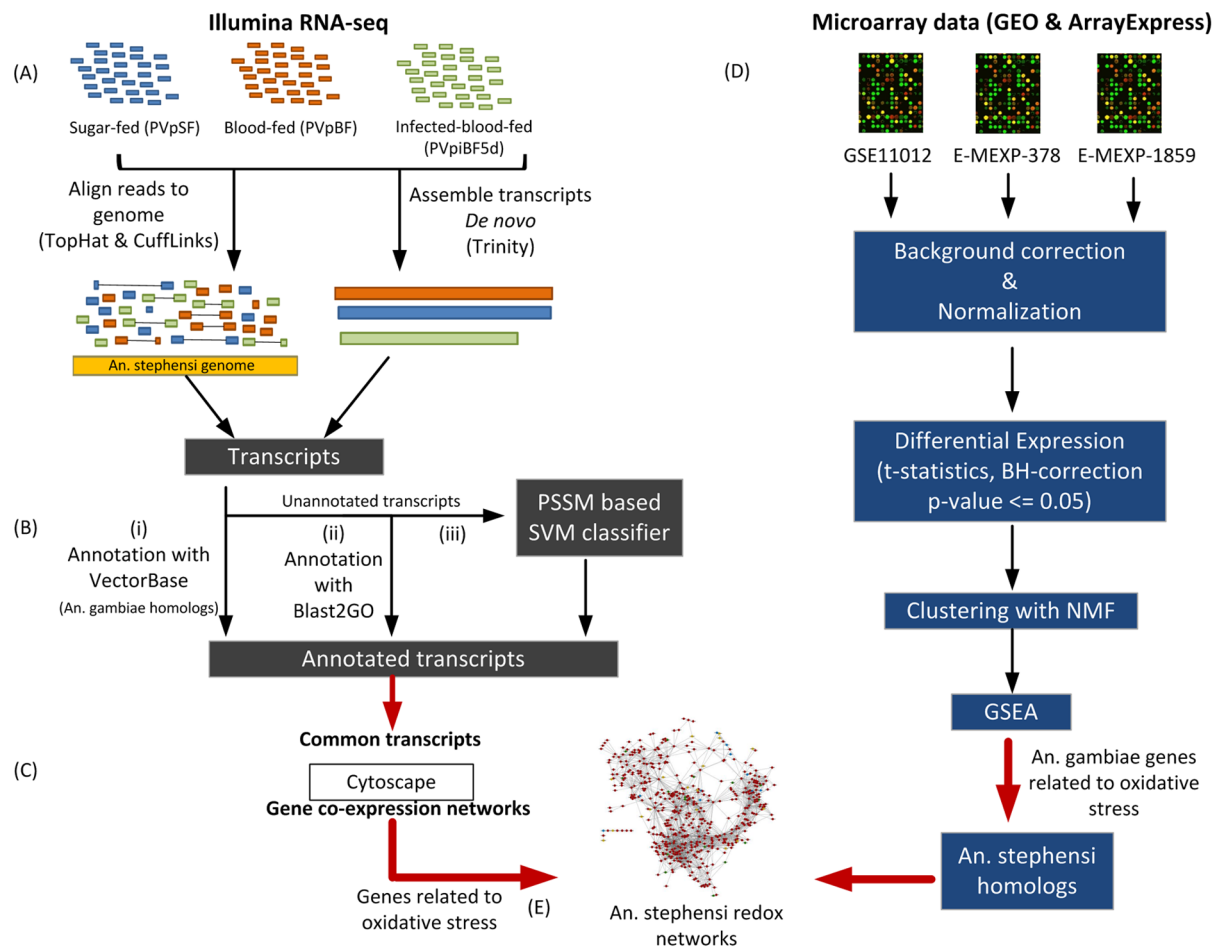 Illumina RNA-seq
(A)
Sugar-fed (PVpSF)
Blood-fed (PVpBF)
Infected-blood-fed
(PVpiBF5d)
Align reads to
genome
(TopHat & CuffLinks)
Assemble transcripts
De novo
(Trinity)
An. stephensi genome
Transcripts
(B)
(i)
Annotation with
VectorBase
(An. gambiae homologs)
Unannotated transcripts
(ii)
Annotation
with
Blast2GO
(iii)
PSSM based
SVM classifier
Annotated transcripts
Common transcripts
(C)
Cytoscape
Gene co-expression networks
Genes related to
oxidative stress
(E)
An. stephensi redox
networks
Microarray data (GEO & ArrayExpress)
(D)
GSE11012
E-MEXP-378
E-MEXP-1859
Background correction
&
Normalization
Differential Expression
(t-statistics, BH-correction
p-value <= 0.05)
Clustering with NMF
GSEA
An. gambiae genes
related to oxidative
stress
An. stephensi
homologs